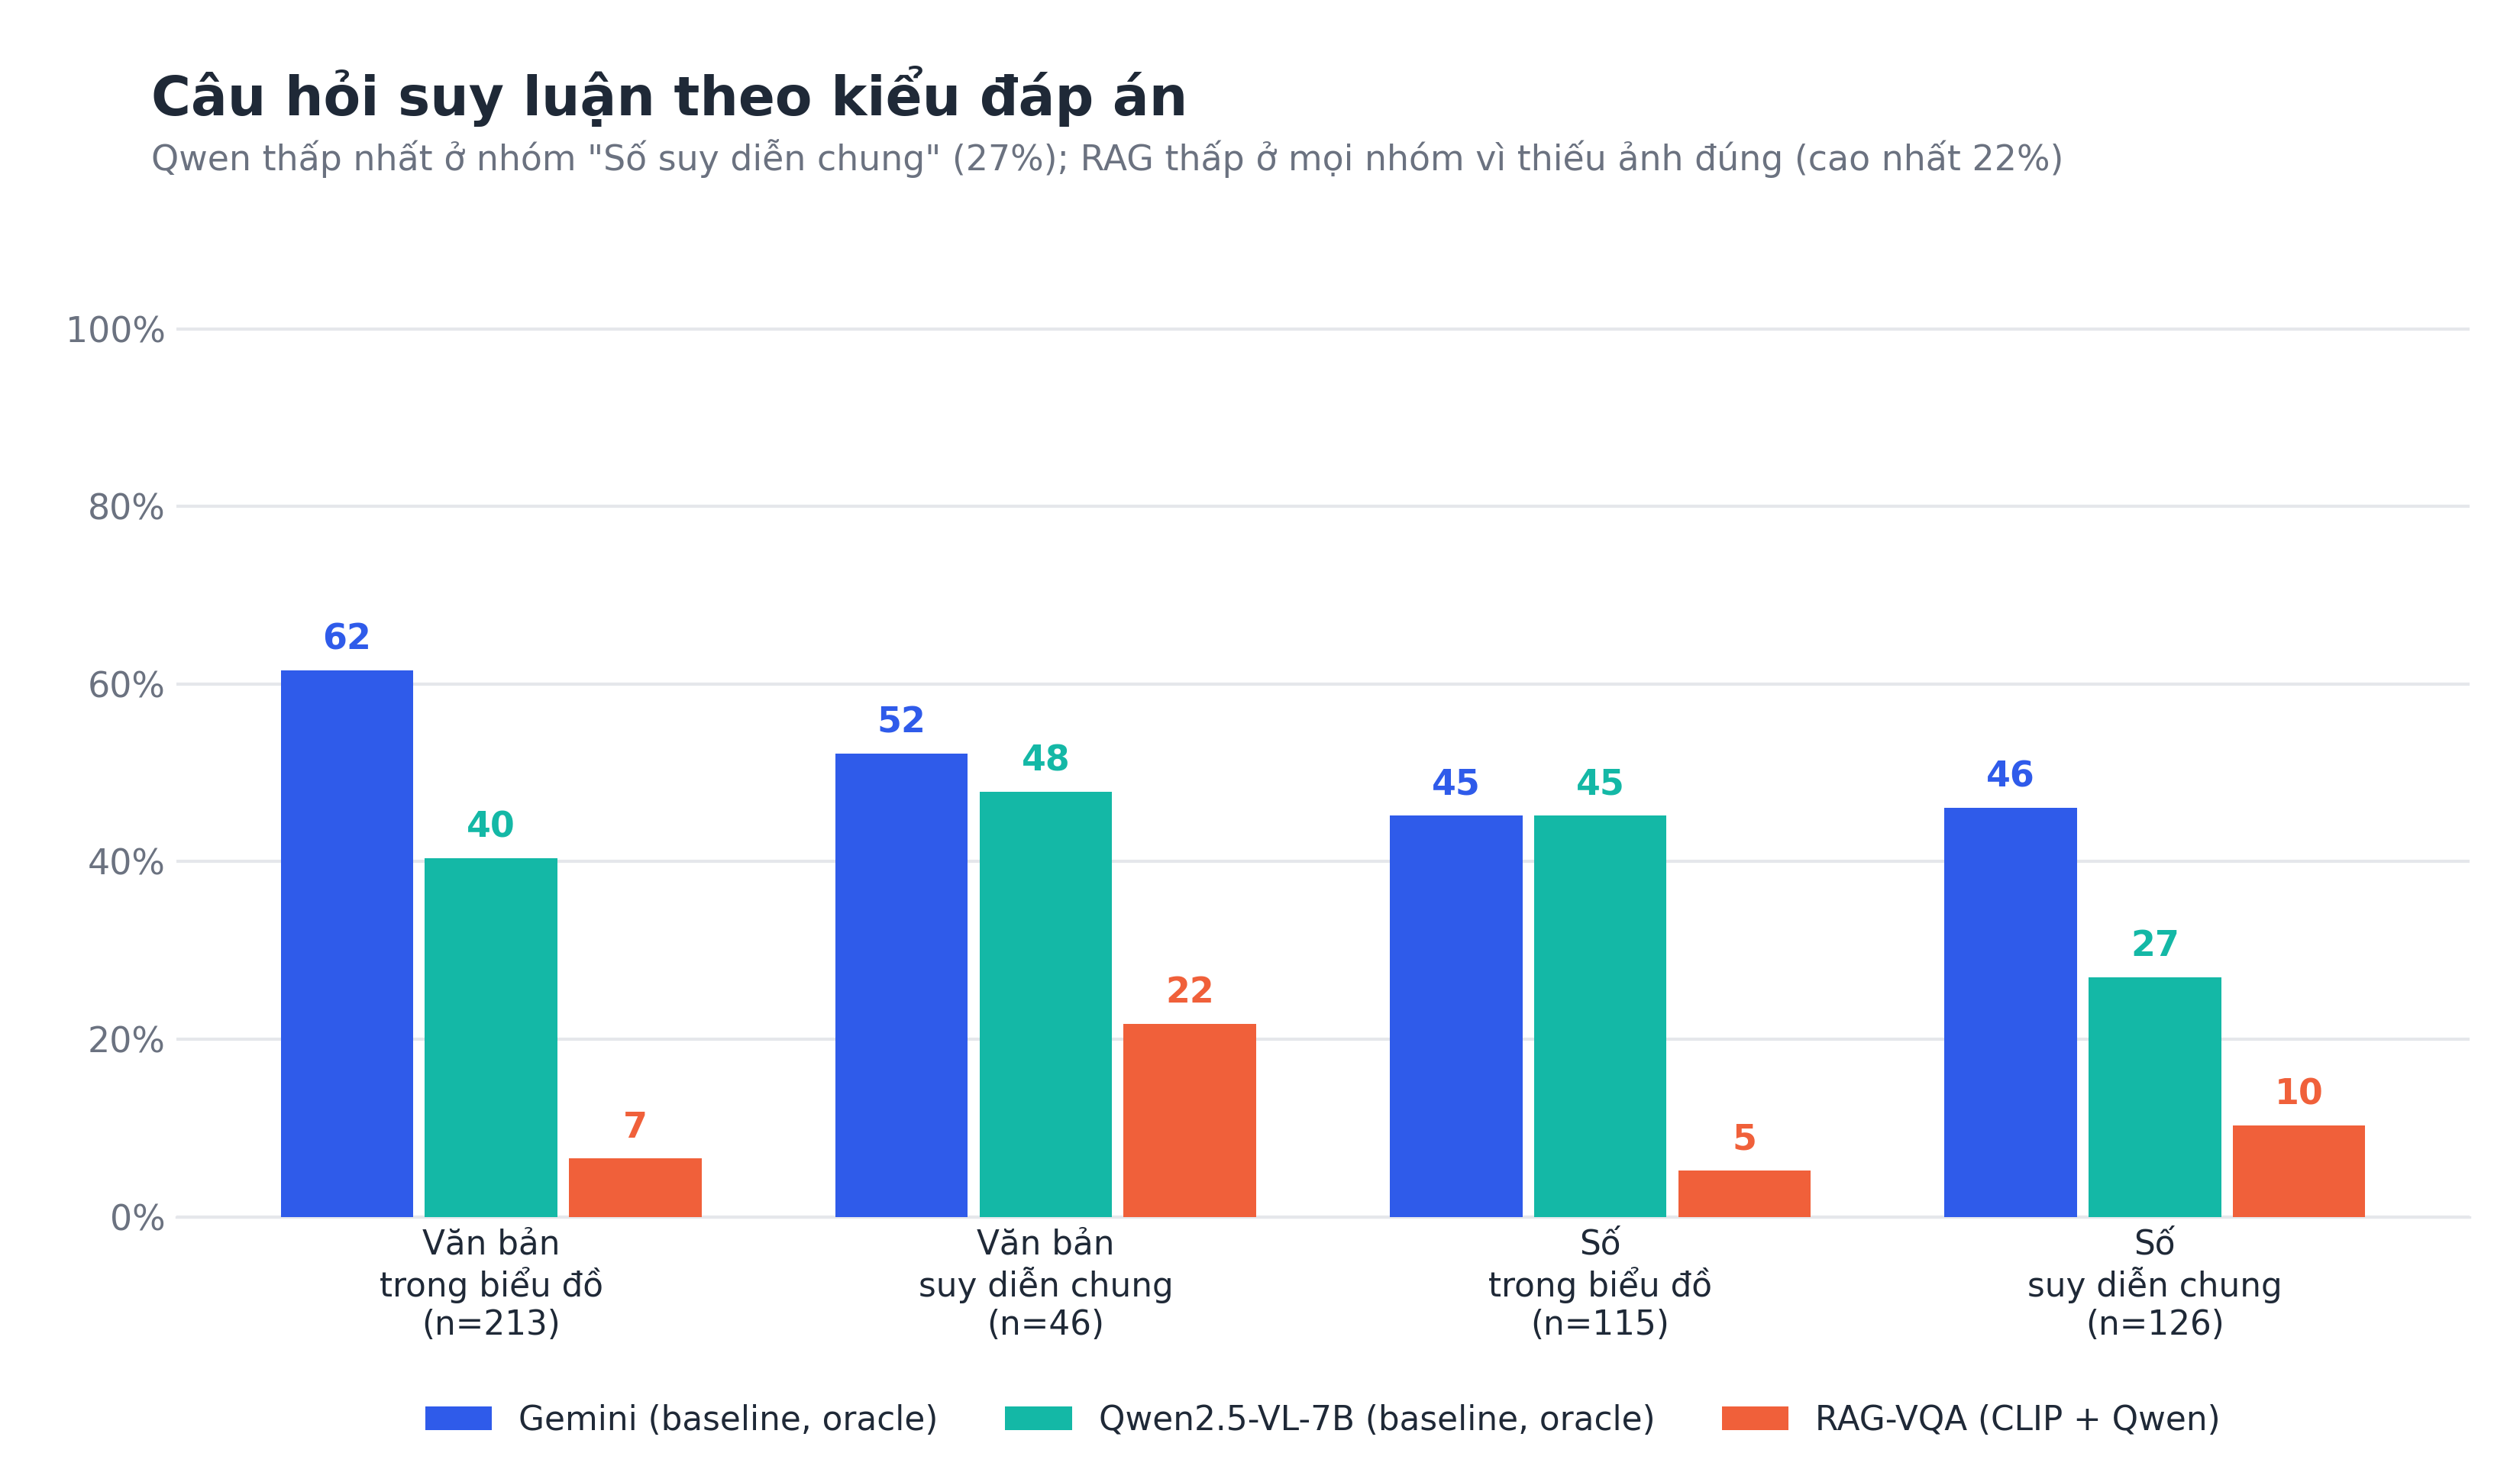 Câu hỏi suy luận theo kiểu đáp án
Qwen thấp nhất ở nhóm "Số suy diễn chung" (27%); RAG thấp ở mọi nhóm vì thiếu ảnh đúng (cao nhất 22%)
100%
80%
60%
40%
20%
0%
62
40
7
52
48
22
45
45
5
46
27
10
Văn bản
trong biểu đồ
(n=213)
Văn bản
suy diễn chung
(n=46)
Số
trong biểu đồ
(n=115)
Số
suy diễn chung
(n=126)
Gemini (baseline, oracle)
Qwen2.5-VL-7B (baseline, oracle)
RAG-VQA (CLIP + Qwen)